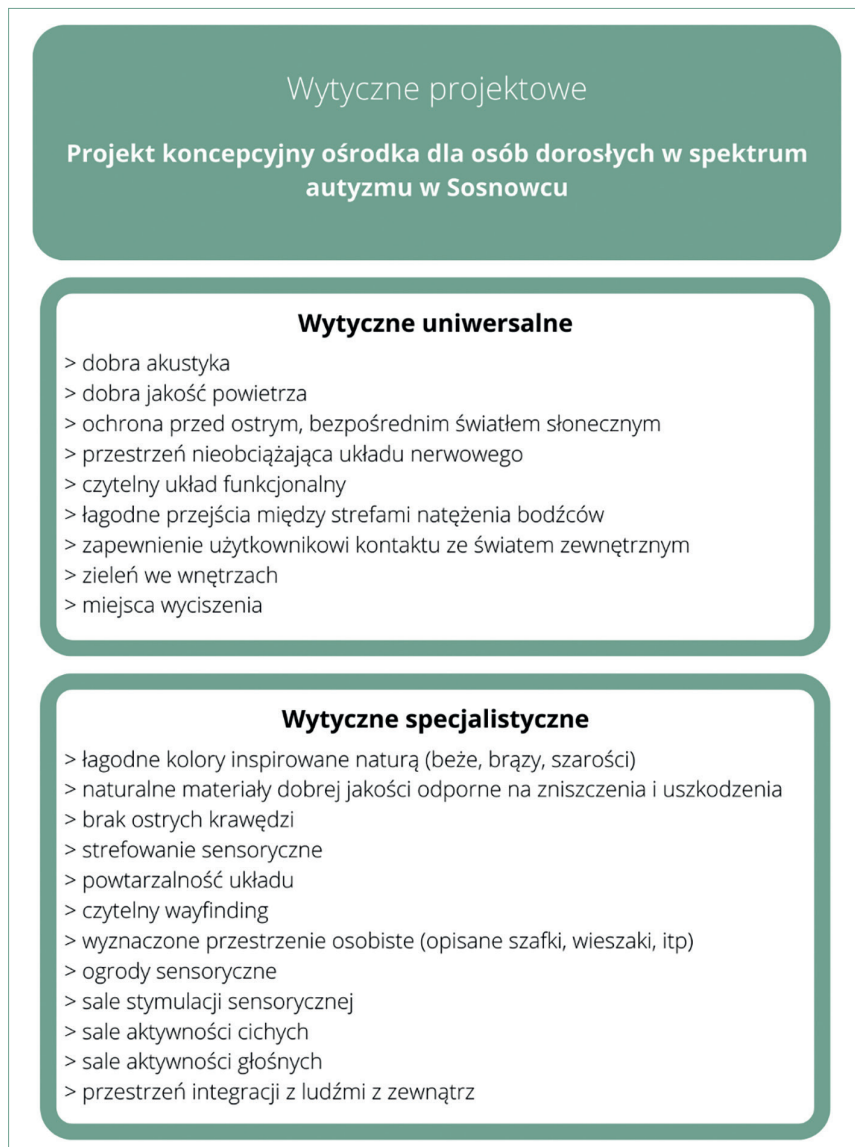 Wytyczne projektowe
Projekt koncepcyjny ośrodka dla osób dorosłych w spektrum
autyzmu w Sosnowcu
Wytyczne uniwersalne
> dobra akustyka
> dobra jakość powietrza
> ochrona przed ostrym, bezpośrednim światłem słonecznym
> przestrzeń nieobciążająca układu nerwowego
> czytelny układ funkcjonalny
> łagodne przejścia między strefami natężenia bodźców
> zapewnienie użytkownikowi kontaktu ze światem zewnętrznym
> zieleń we wnętrzach
> miejsca wyciszenia
Wytyczne specjalistyczne
> łagodne kolory inspirowane naturą (beże, brązy, szarości)
> naturalne materiały dobrej jakości odporne na zniszczenia i uszkodzenia
> brak ostrych krawędzi
> strefowanie sensoryczne
> powtarzalność układu
> czytelny wayfinding
> wyznaczone przestrzenie osobiste (opisane szafki, wieszaki, itp)
> ogrody sensoryczne
> sale stymulacji sensorycznej
> sale aktywności cichych
> sale aktywności głośnych
> przestrzeń integracji z ludźmi z zewnątrz